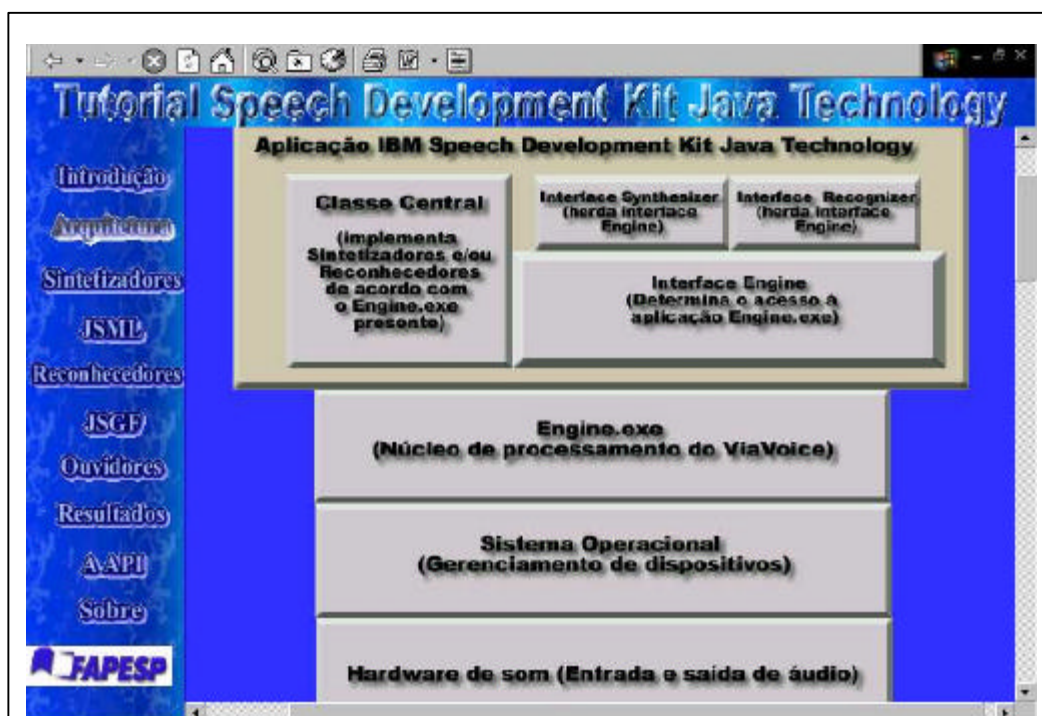 Tutorial Speech Development Kit Java Technology
Introdução
Arquitetura
Sintetizadores
JSML
Reconhecedores
JSGF
Ouvidores
Resultados
A API
Sobre
FAPESP
Aplicação IBM Speech Development Kit Java Technology
Classe Central
(implementa
Sintetizadores e/ou
Reconhecedores
de acordo com
o Engine.exe
presente)
Interface Synthesizer
(herda Interface
Engine)
Interface Recognizer
(herda Interface
Engine)
Interface Engine
(Determina o acesso à
aplicação Engine.exe)
Engine.exe
(Núcleo de processamento do ViaVoice)
Sistema Operacional
(Gerenciamento de dispositivos)
Hardware de som (Entrada e saída de áudio)